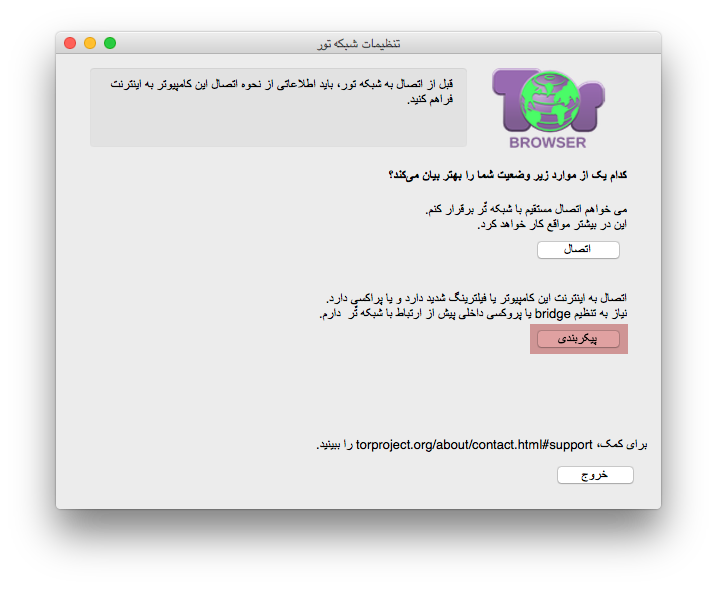 تنظیمات شبکه تور
قبل از اتصال به شبکه تور، باید اطلاعاتی از نحوه اتصال این کامپیوتر به اینترنت
فراهم کنید.
Tor
BROWSER
کدام یک از موارد زیر وضعیت شما را بهتر بیان می‌کند؟
می خواهم اتصال مستقیم با شبکه تُر برقرار کنم.
این در بیشتر مواقع کار خواهد کرد.
اتصال
اتصال به اینترنت این کامپیوتر یا فیلترینگ شدید دارد و یا پراکسی دارد.
نیاز به تنظیم bridge یا پروکسی داخلی پیش از ارتباط با شبکه تُر دارم.
پیکربندی
برای کمک، torproject.org/about/contact.html#support را ببینید.
خروج